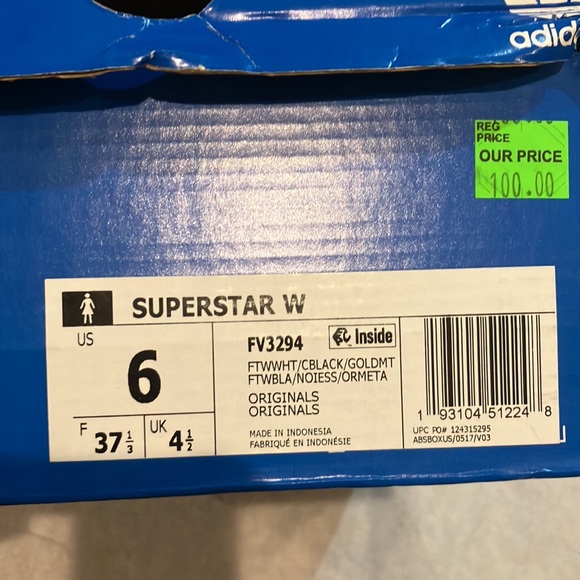 adid
REG
PRICE
OUR PRICE
100.00
SUPERSTAR W
US
6
F 37 1/3
UK 4 1/2
FV3294
Inside
FTWWHT/CBLACK/GOLDMT
FTWBLA/NOIESS/ORMETA
ORIGINALS
ORIGINALS
MADE IN INDONESIA
FABRIQUÉ EN INDONÉSIE
1 93104 51224 8
UPC PO# 124315295
ABSBOXUS/0517/V03